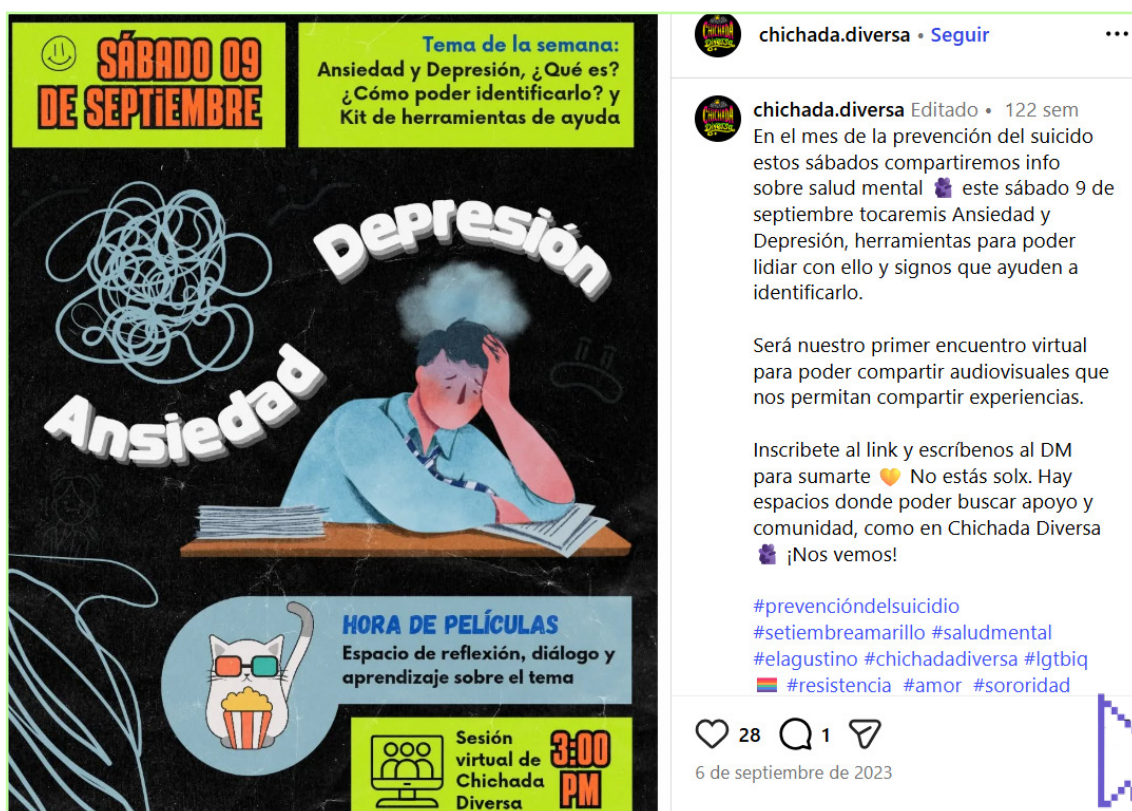 SÁBADO 09
DE SEPTIEMBRE
Tema de la semana:
Ansiedad y Depresión, ¿Qué es?
¿Cómo poder identificarlo? y
Kit de herramientas de ayuda
Depresión
Ansiedad
HORA DE PELÍCULAS
Espacio de reflexión, diálogo y
aprendizaje sobre el tema
Sesión
virtual de
Chichada
Diversa
3:00
PM
chichada.diversa • Seguir
chichada.diversa Editado • 122 sem
En el mes de la prevención del suicido
estos sábados compartiremos info
sobre salud mental este sábado 9 de
septiembre tocaremis Ansiedad y
Depresión, herramientas para poder
lidiar con ello y signos que ayuden a
identificarlo.
Será nuestro primer encuentro virtual
para poder compartir audiovisuales que
nos permitan compartir experiencias.
Inscribete al link y escríbenos al DM
para sumarte 🧡 No estás solx. Hay
espacios donde poder buscar apoyo y
comunidad, como en Chichada Diversa
¡Nos vemos!
#prevencióndelsuicidio
#setiembreamarillo #saludmental
#elagustino #chichadadiversa #lgtbiq
🏳️‍🌈 #resistencia #amor #sororidad
28 1
6 de septiembre de 2023